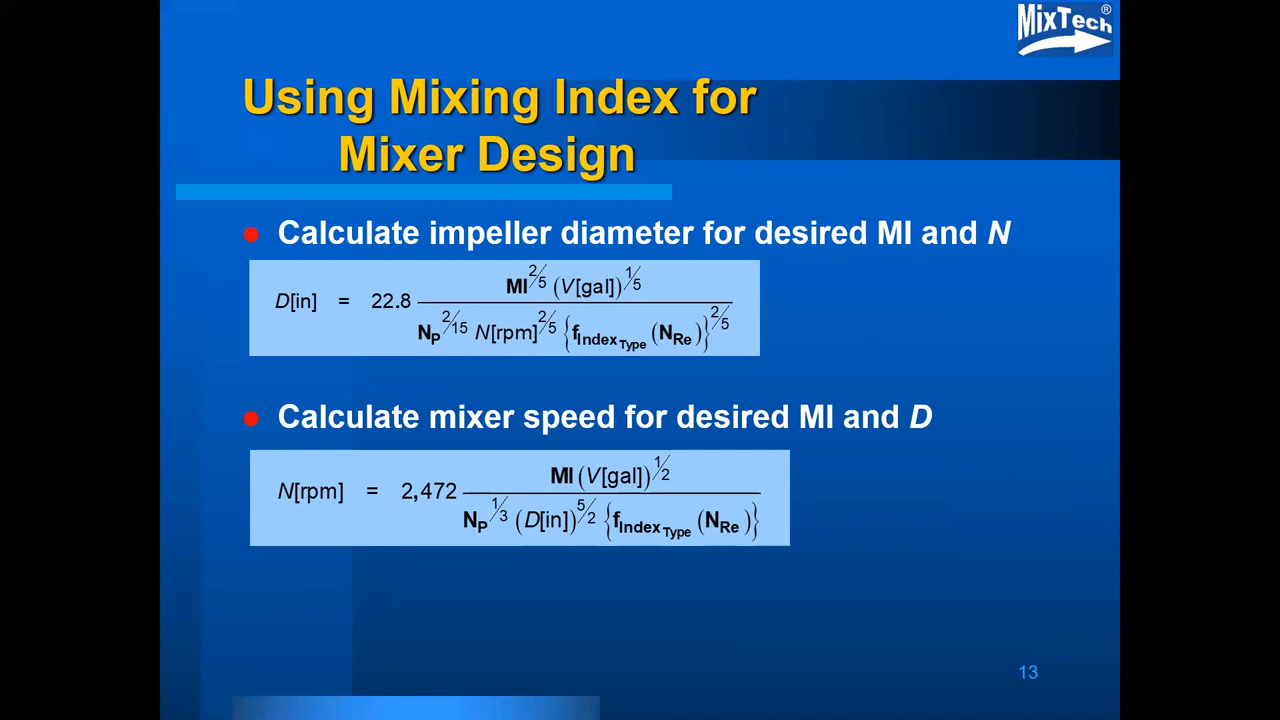 MixTech®
Using Mixing Index for
Mixer Design
● Calculate impeller diameter for desired MI and N
D[in] = 22.8 MI^2/5 (V[gal])^1/5 / N_P^2/15 N[rpm]^2/5 {f_Index_Type (N_Re)}^2/5
● Calculate mixer speed for desired MI and D
N[rpm] = 2,472 MI (V[gal])^1/2 / N_P^1/3 (D[in])^5/2 {f_Index_Type (N_Re)}
13